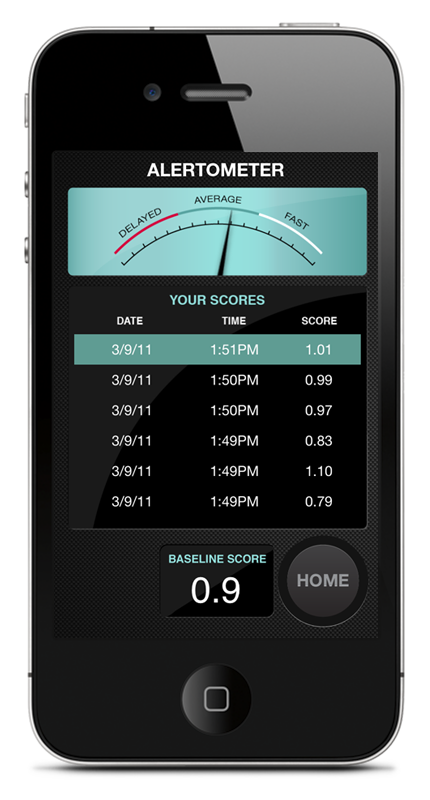 ALERTOMETER
DELAYED AVERAGE FAST
YOUR SCORES
DATE TIME SCORE
3/9/11 1:51PM 1.01
3/9/11 1:50PM 0.99
3/9/11 1:50PM 0.97
3/9/11 1:49PM 0.83
3/9/11 1:49PM 1.10
3/9/11 1:49PM 0.79
BASELINE SCORE
0.9
HOME